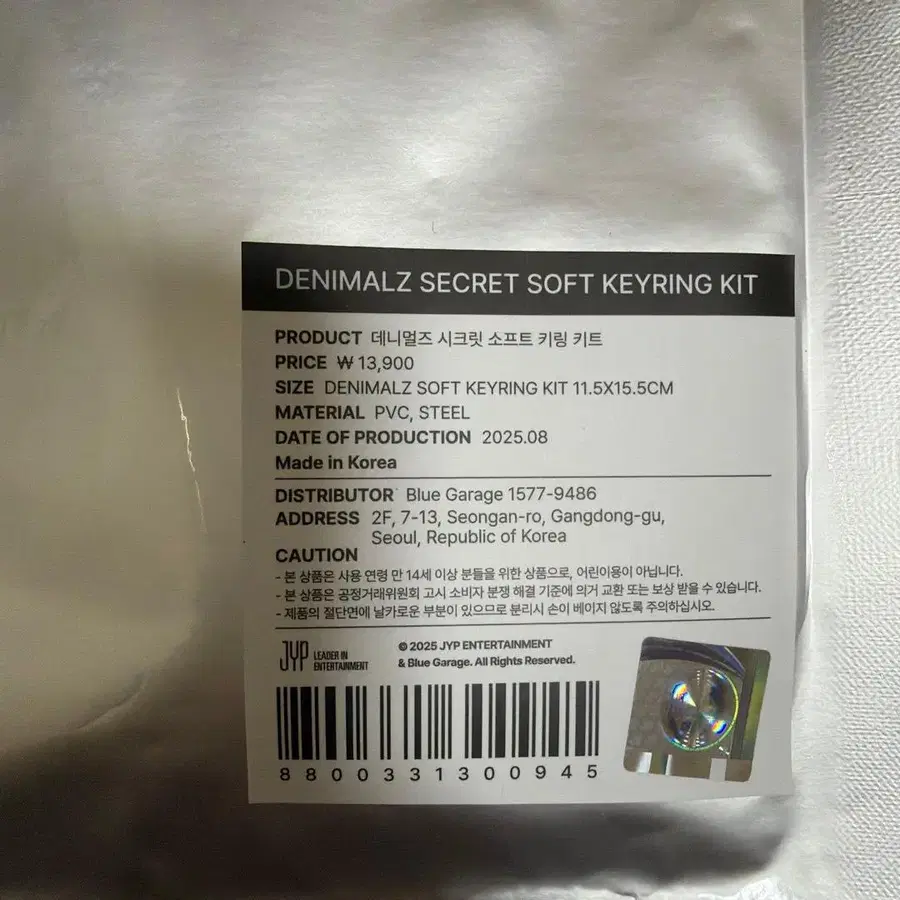 DENIMALZ SECRET SOFT KEYRING KIT
PRODUCT 데니멀즈 시크릿 소프트 키링 키트
PRICE ₩ 13,900
SIZE DENIMALZ SOFT KEYRING KIT 11.5X15.5CM
MATERIAL PVC, STEEL
DATE OF PRODUCTION 2025.08
Made in Korea
DISTRIBUTOR Blue Garage 1577-9486
ADDRESS 2F, 7-13, Seongan-ro, Gangdong-gu,
Seoul, Republic of Korea
CAUTION
- 본 상품은 사용 연령 만 14세 이상 분들을 위한 상품으로, 어린이용이 아닙니다.
- 본 상품은 공정거래위원회 고시 소비자 분쟁 해결 기준에 의거 교환 또는 보상 받을 수 있습니다.
- 제품의 절단면에 날카로운 부분이 있으므로 분리시 손이 베이지 않도록 주의하십시오.
JYP LEADER IN
ENTERTAINMENT
© 2025 JYP ENTERTAINMENT
& Blue Garage. All Rights Reserved.
8800331300945